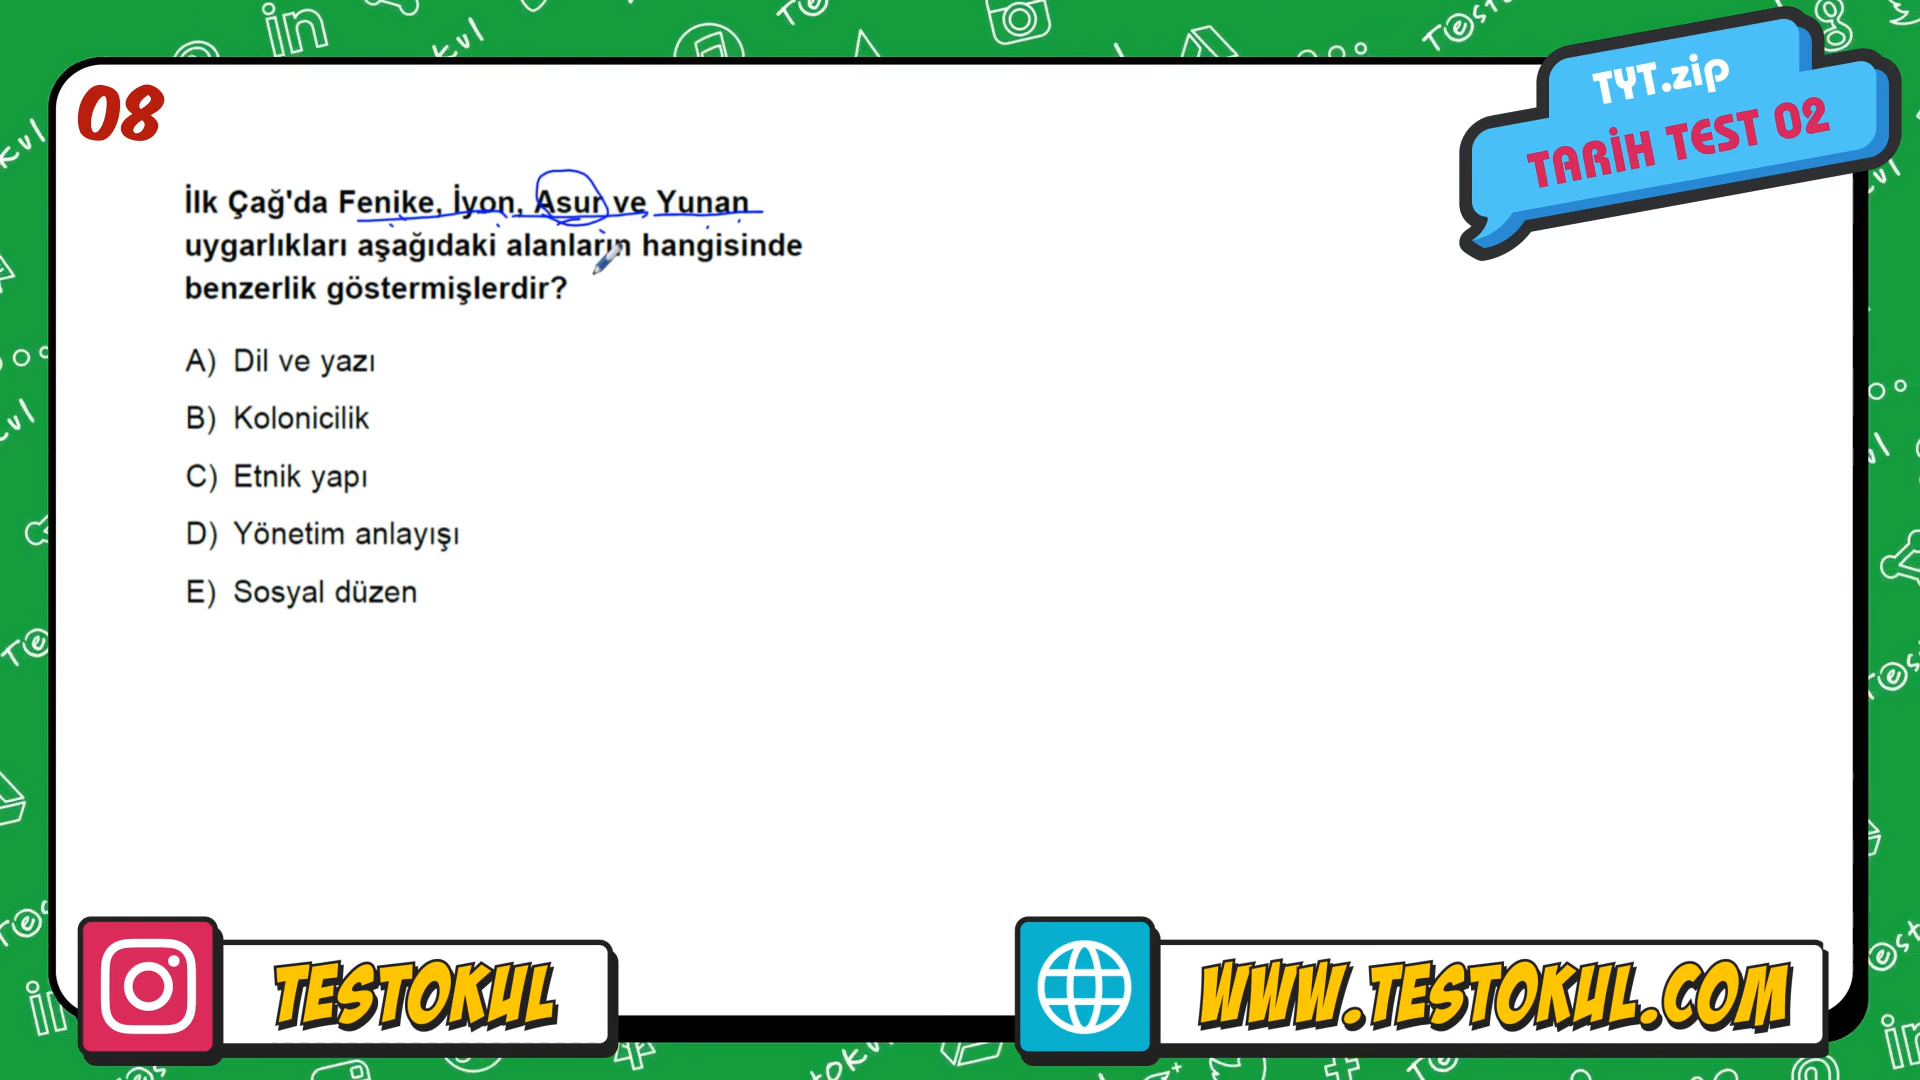 08
TYT.zip
TARİH TEST 02
İlk Çağ'da Fenike, İyon, Asur ve Yunan
uygarlıkları aşağıdaki alanların hangisinde
benzerlik göstermişlerdir?
A) Dil ve yazı
B) Kolonicilik
C) Etnik yapı
D) Yönetim anlayışı
E) Sosyal düzen
TESTOKUL
WWW.TESTOKUL.COM